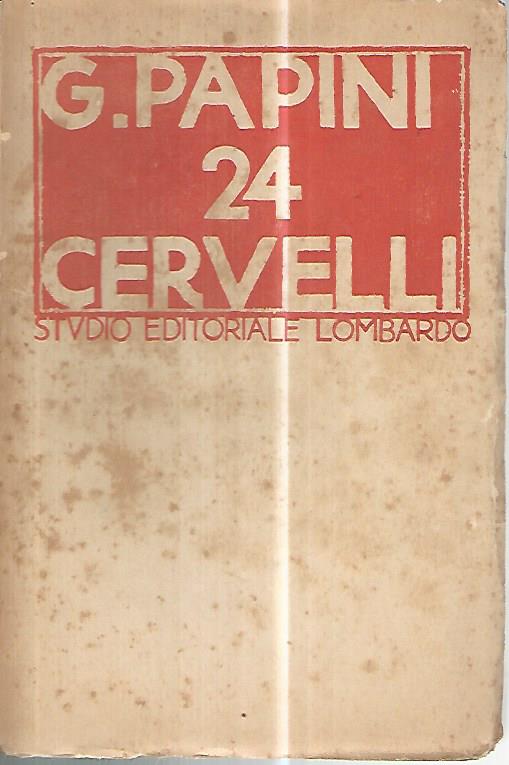 G. PAPINI
24
CERVELLI
STVDIO EDITORIALE LOMBARDO